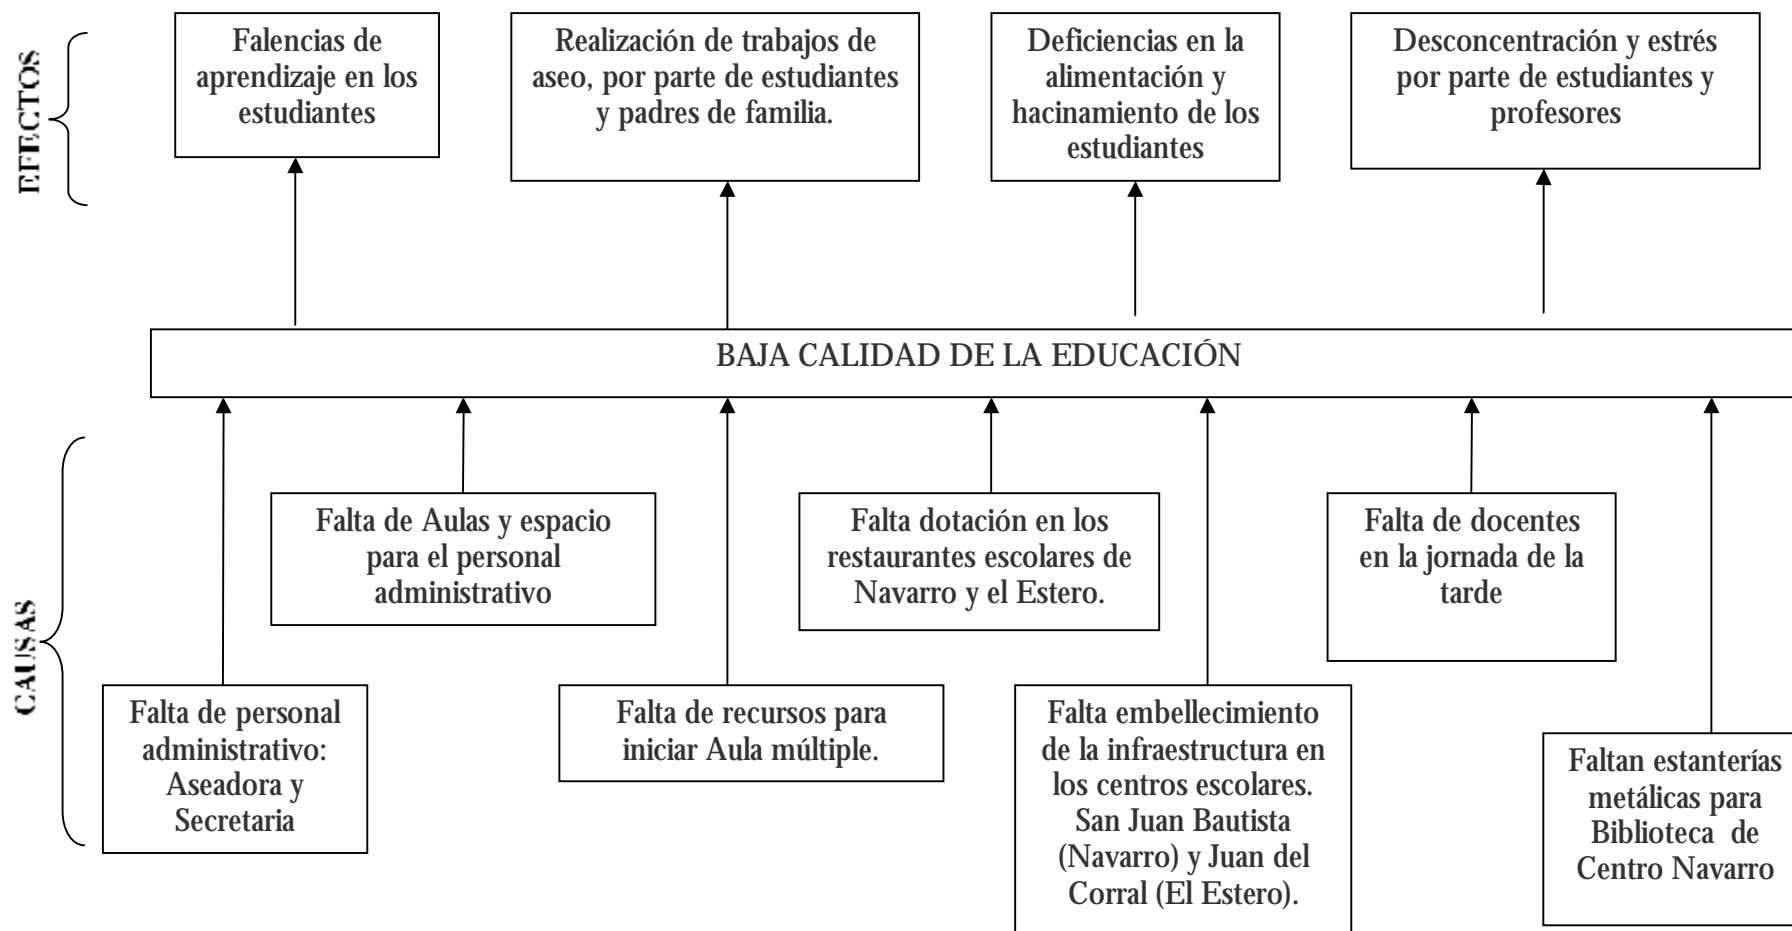 EFECTOS
Falencias de
aprendizaje en los
estudiantes
Realización de trabajos de
aseo, por parte de estudiantes
y padres de familia.
Deficiencias en la
alimentación y
hacinamiento de los
estudiantes
Desconcentración y estrés
por parte de estudiantes y
profesores
BAJA CALIDAD DE LA EDUCACIÓN
CAUSAS
Falta de Aulas y espacio
para el personal
administrativo
Falta dotación en los
restaurantes escolares de
Navarro y el Estero.
Falta de docentes
en la jornada de la
tarde
Falta de personal
administrativo:
Aseadora y
Secretaria
Falta de recursos para
iniciar Aula múltiple.
Falta embellecimiento
de la infraestructura en
los centros escolares.
San Juan Bautista
(Navarro) y Juan del
Corral (El Estero).
Faltan estanterías
metálicas para
Biblioteca de
Centro Navarro